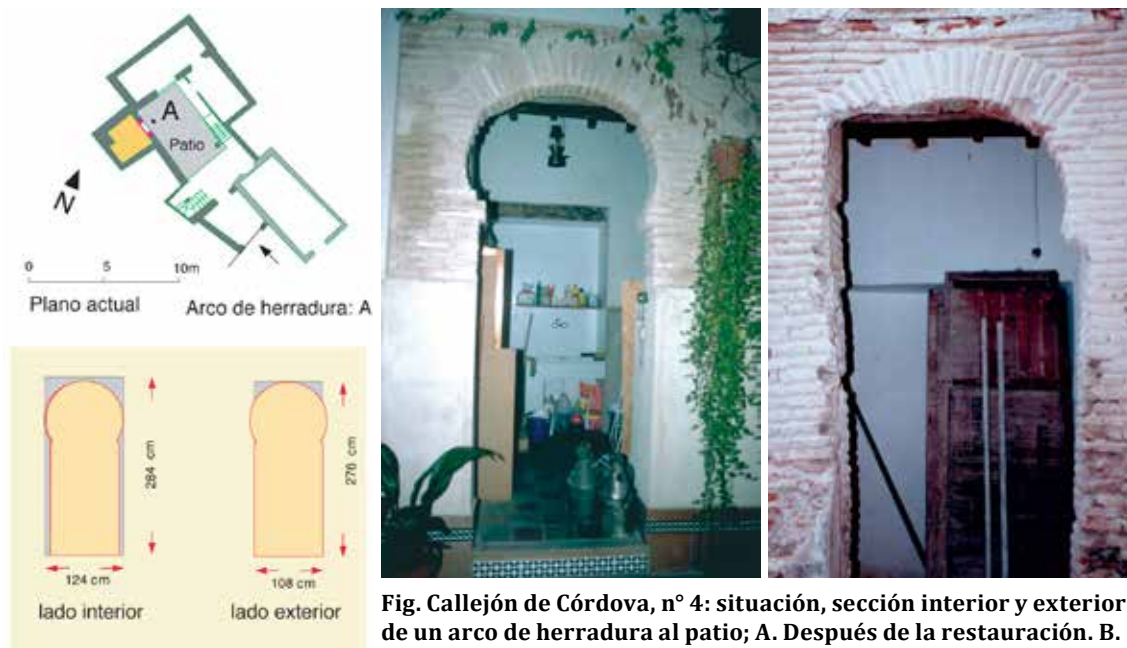 A
Patio
N
0 5 10m
Plano actual Arco de herradura: A
284 cm
276 cm
124 cm
108 cm
lado interior
lado exterior
Fig. Callejón de Córdova, n° 4: situación, sección interior y exterior
de un arco de herradura al patio; A. Después de la restauración. B.